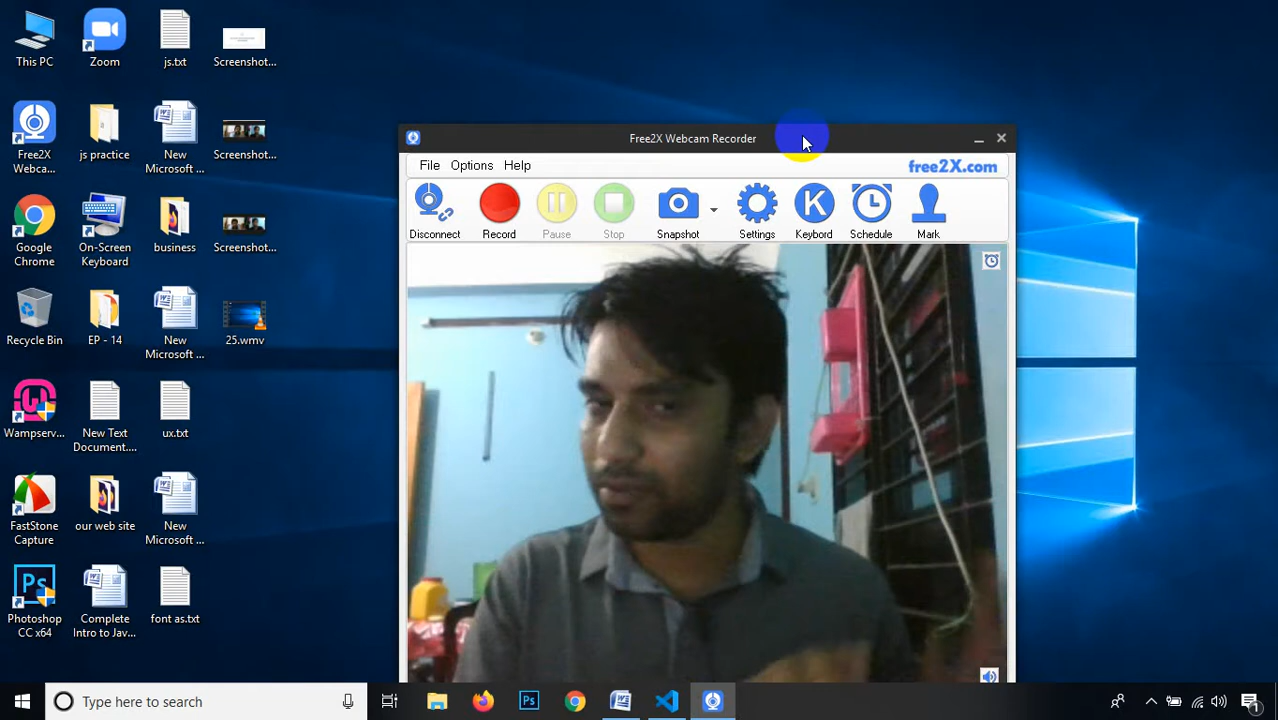 This PC
Zoom
js.txt
Screenshot...
Free2X
Webca...
js practice
New
Microsoft ...
Screenshot...
Google
Chrome
On-Screen
Keyboard
business
Screenshot...
Recycle Bin
EP - 14
New
Microsoft ...
25.wmv
Wampserv...
New Text
Document....
ux.txt
FastStone
Capture
our web site
New
Microsoft ...
Photoshop
CC x64
Complete
Intro to Jav...
font as.txt
Free2X Webcam Recorder
File Options Help
free2X.com
Disconnect Record Pause Stop Snapshot Settings Keybord Schedule Mark
Type here to search
1